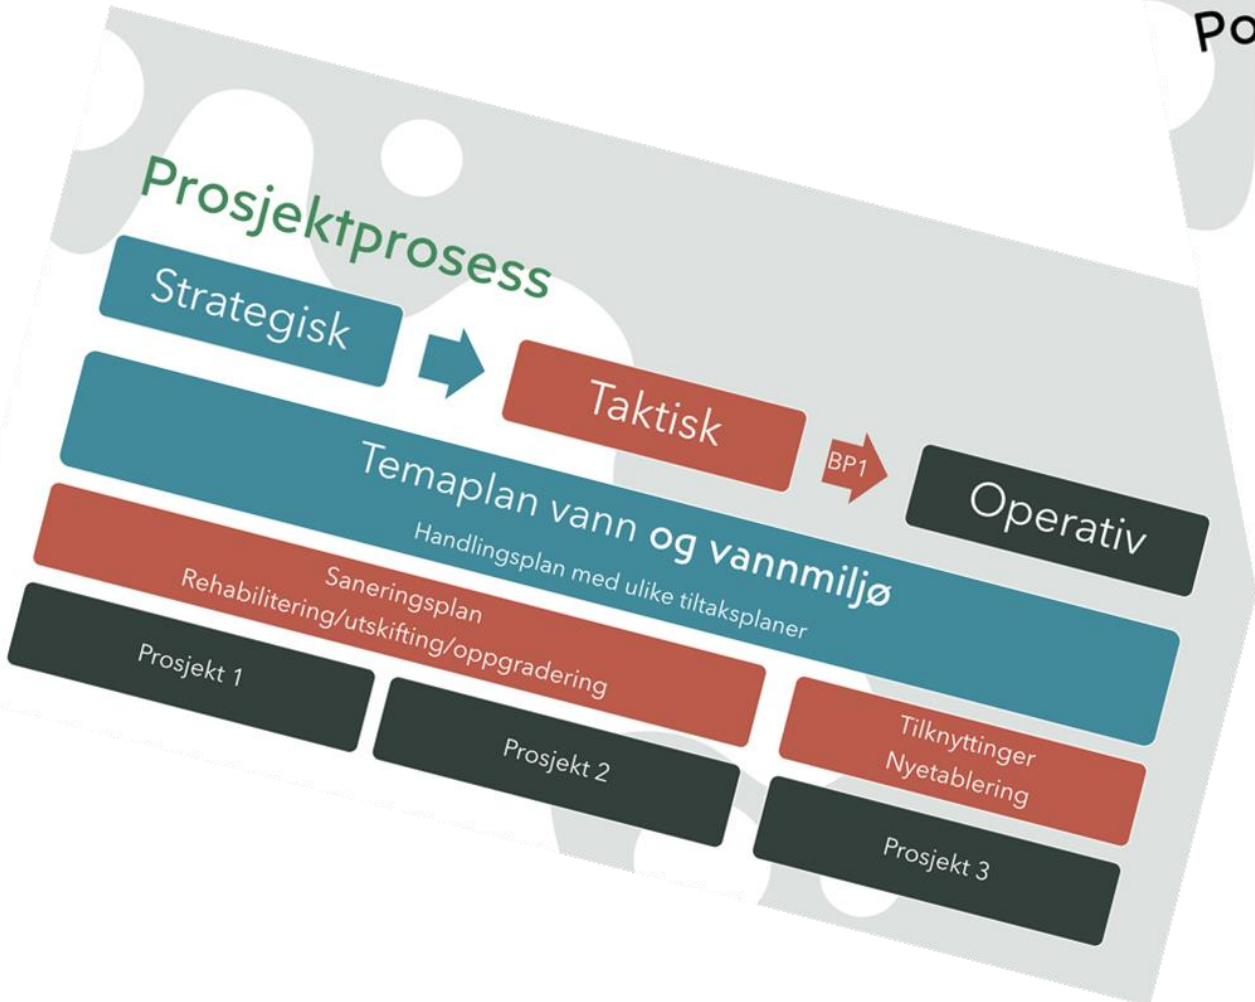 Prosjektprosess
Strategisk
Taktisk
BP1
Operativ
Temaplan vann og vannmiljø
Handlingsplan med ulike tiltaksplaner
Saneringsplan
Rehabilitering/utskifting/oppgradering
Tilknyttinger
Nyetablering
Prosjekt 1
Prosjekt 2
Prosjekt 3